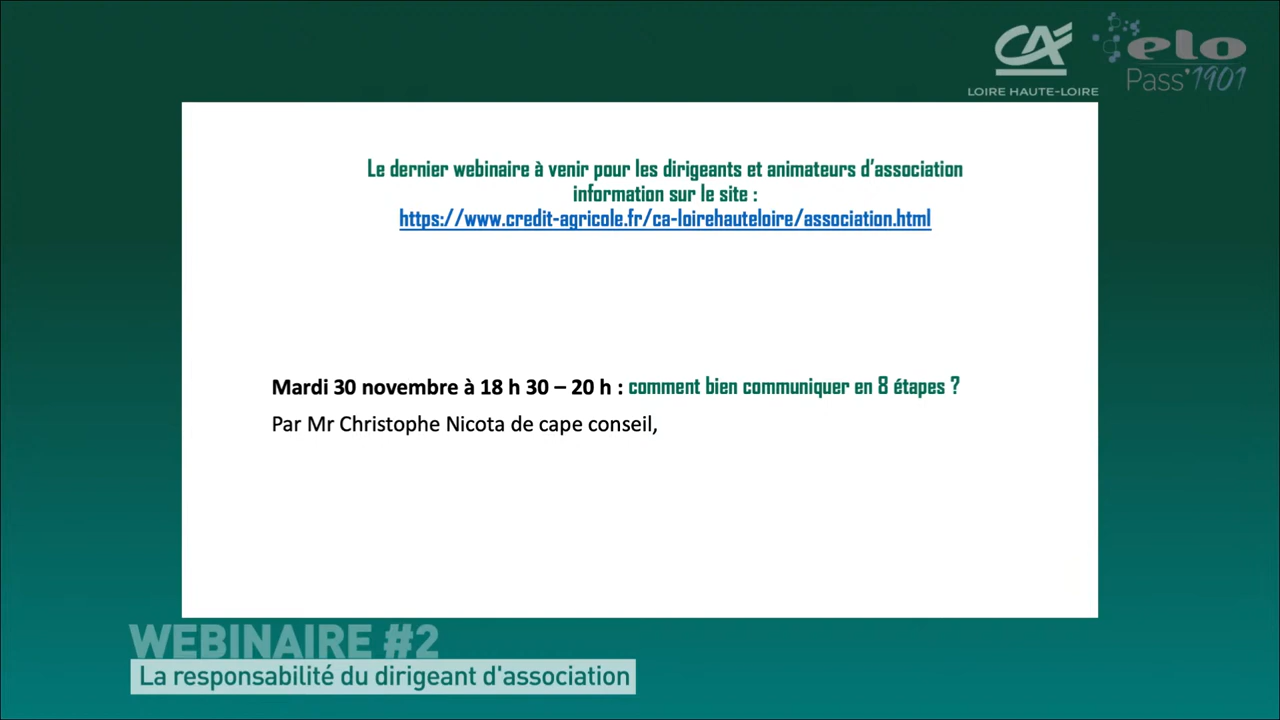 CA
elo
Pass'1901
LOIRE HAUTE-LOIRE
Le dernier webinaire à venir pour les dirigeants et animateurs d’association
information sur le site :
https://www.credit-agricole.fr/ca-loirehauteloire/association.html
Mardi 30 novembre à 18 h 30 – 20 h : comment bien communiquer en 8 étapes ?
Par Mr Christophe Nicota de cape conseil,
WEBINAIRE #2
La responsabilité du dirigeant d'association